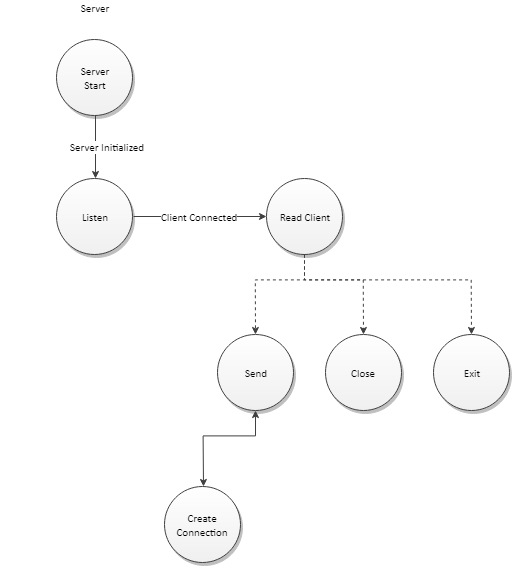 Server
Server
Start
Server Initialized
Listen
Client Connected
Read Client
Send
Close
Exit
Create
Connection